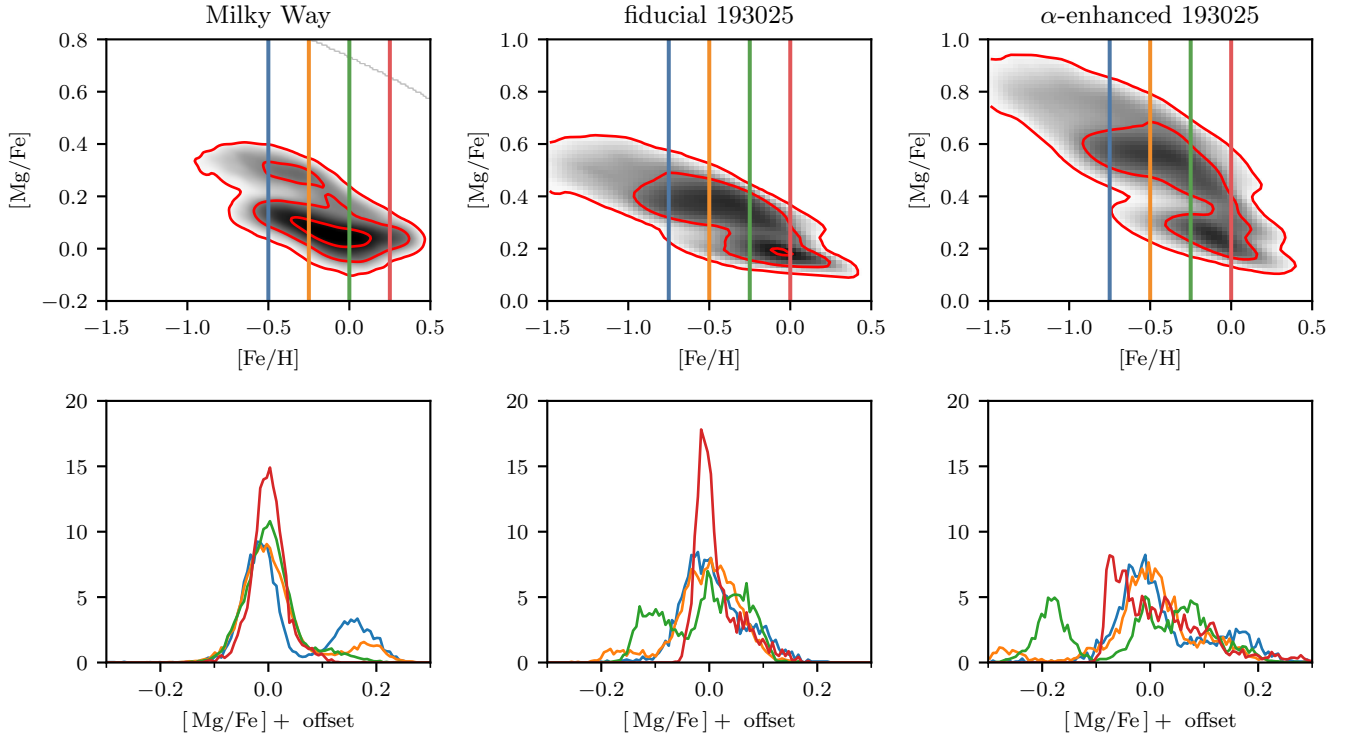 Milky Way
fiducial 193025
α-enhanced 193025
0.8
0.6
0.4
0.2
0.0
−0.2
[Mg/Fe]
−1.5 −1.0 −0.5 0.0 0.5
[Fe/H]
1.0
0.8
0.6
0.4
0.2
0.0
[Mg/Fe]
−1.5 −1.0 −0.5 0.0 0.5
[Fe/H]
1.0
0.8
0.6
0.4
0.2
0.0
[Mg/Fe]
−1.5 −1.0 −0.5 0.0 0.5
[Fe/H]
20
15
10
5
0
−0.2 0.0 0.2
[Mg/Fe] + offset
20
15
10
5
0
−0.2 0.0 0.2
[Mg/Fe] + offset
20
15
10
5
0
−0.2 0.0 0.2
[Mg/Fe] + offset